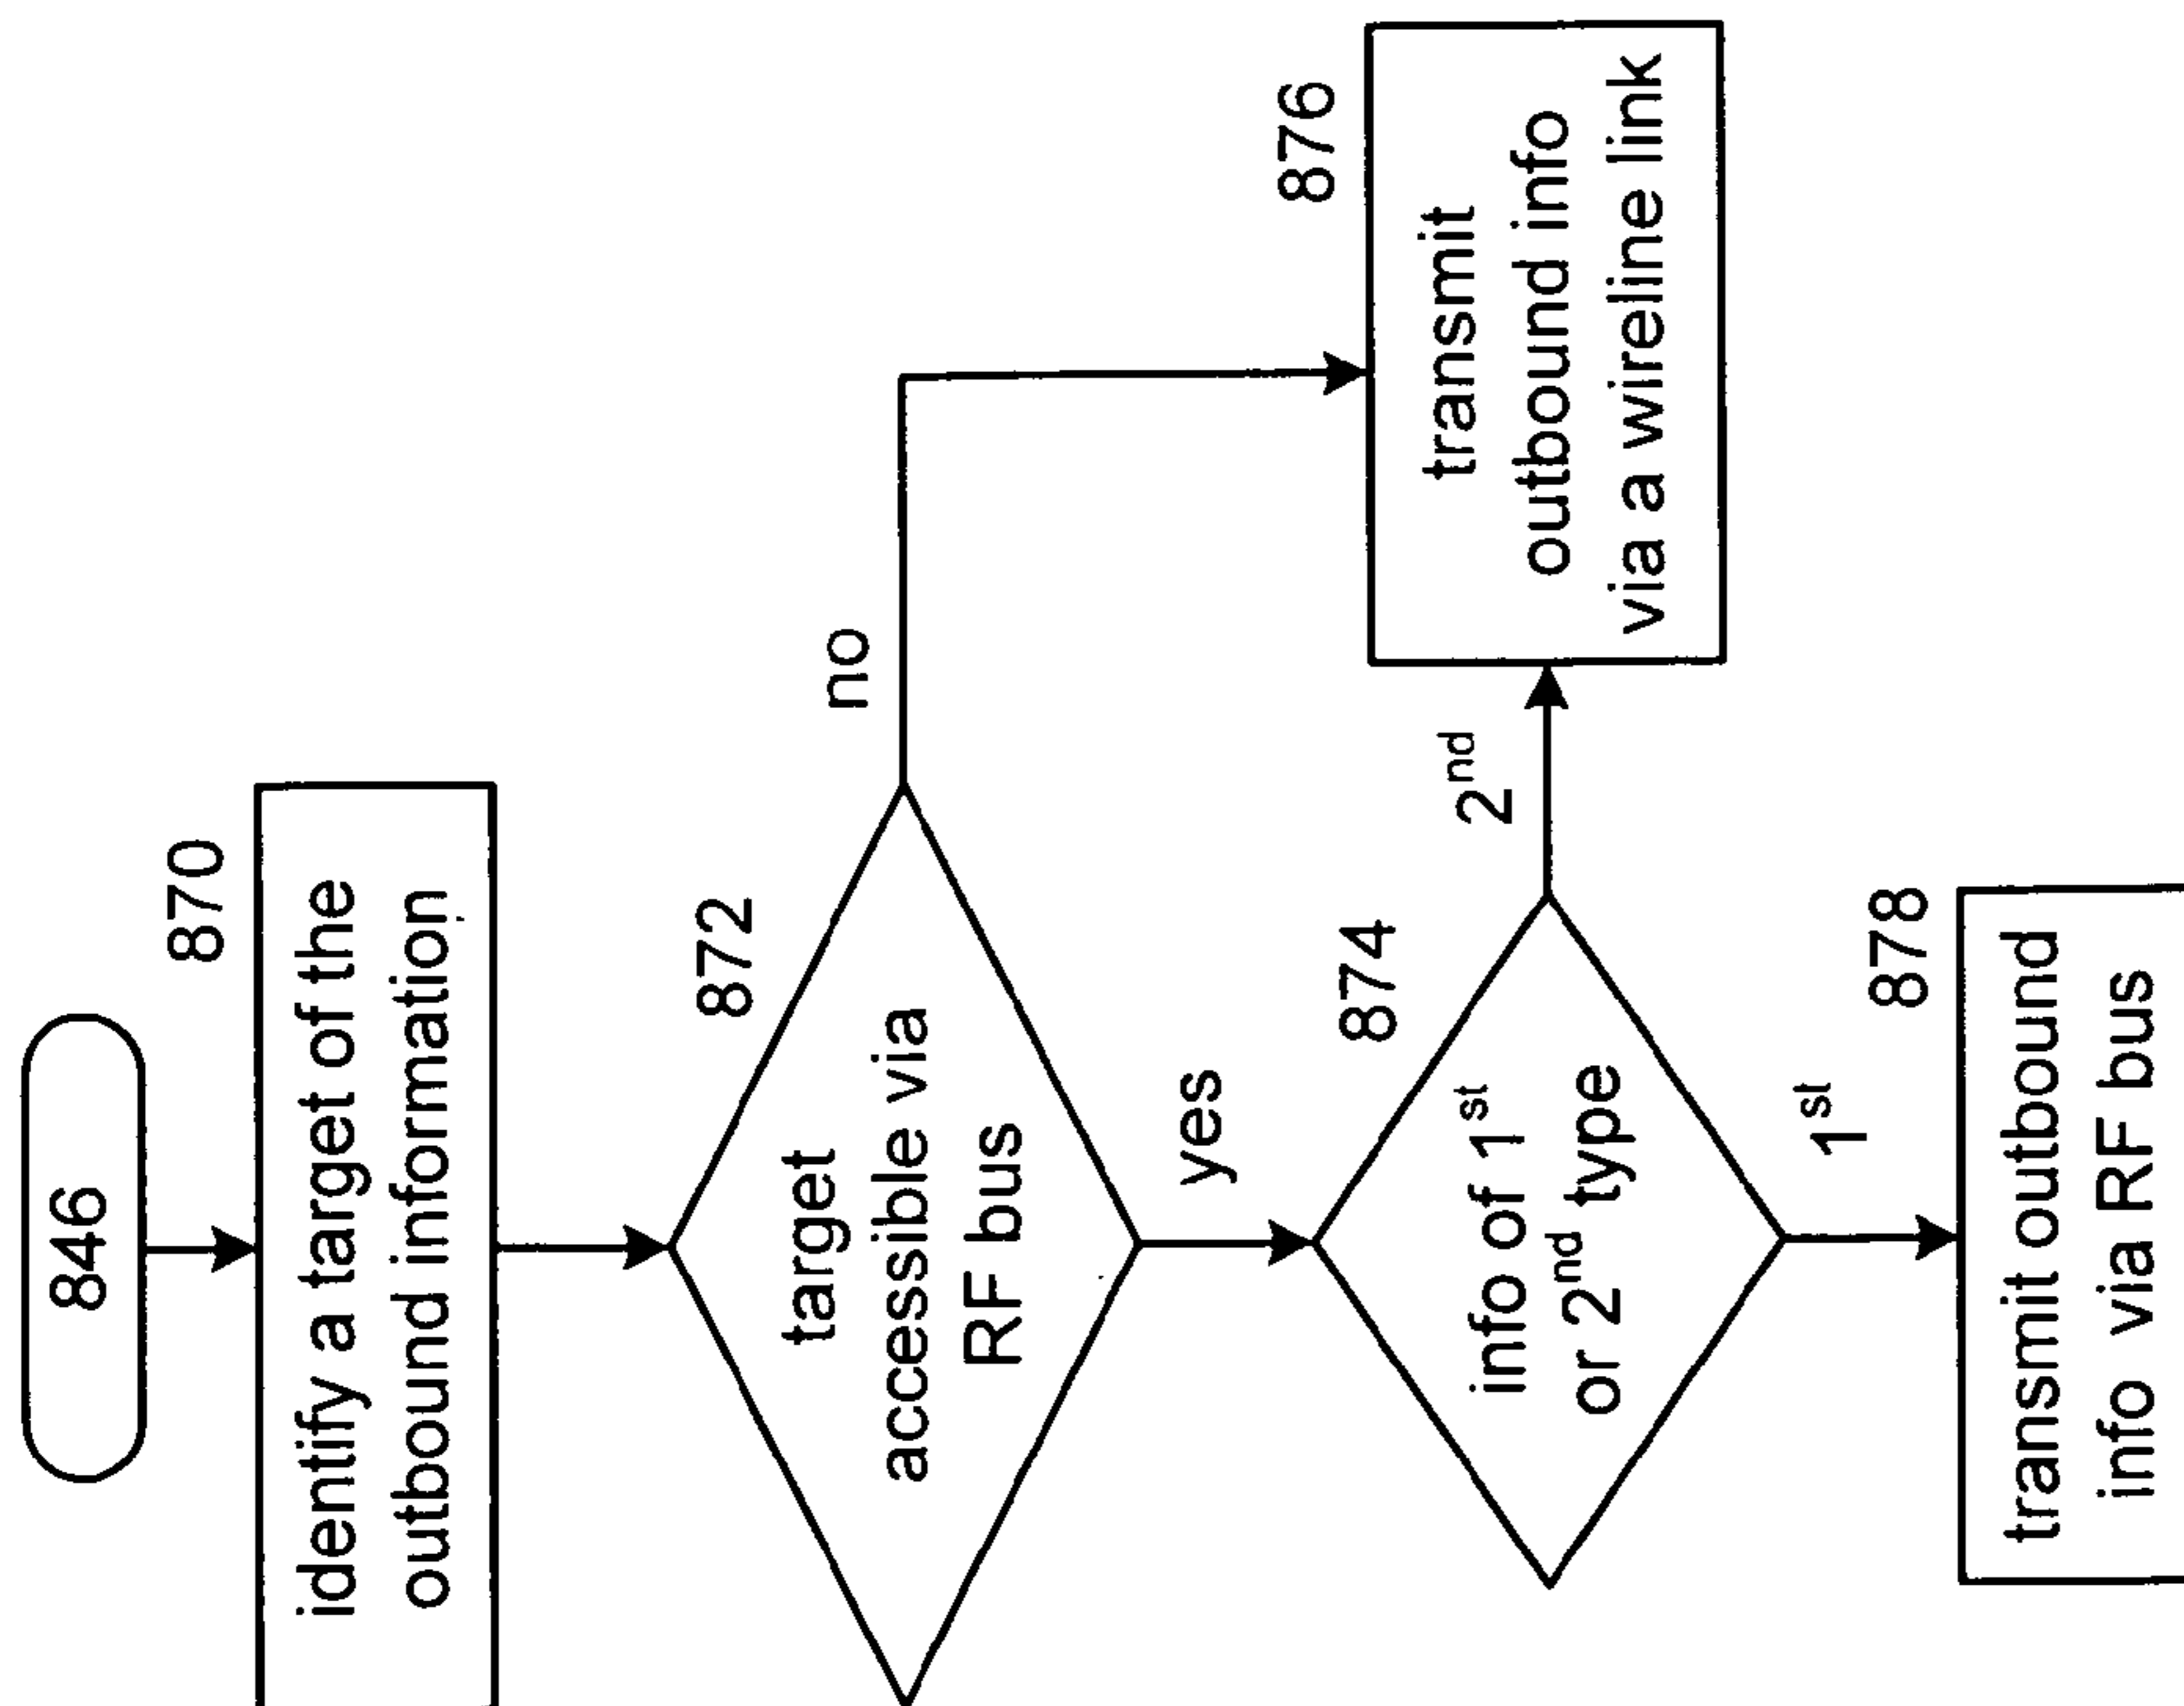 846
870
identify a target of the
outbound information
872
target
accessible via
RF bus
no
yes
874
info of 1st
or 2nd type
2nd
876
transmit
outbound info
via a wireline link
1st
878
transmit outbound
info via RF bus